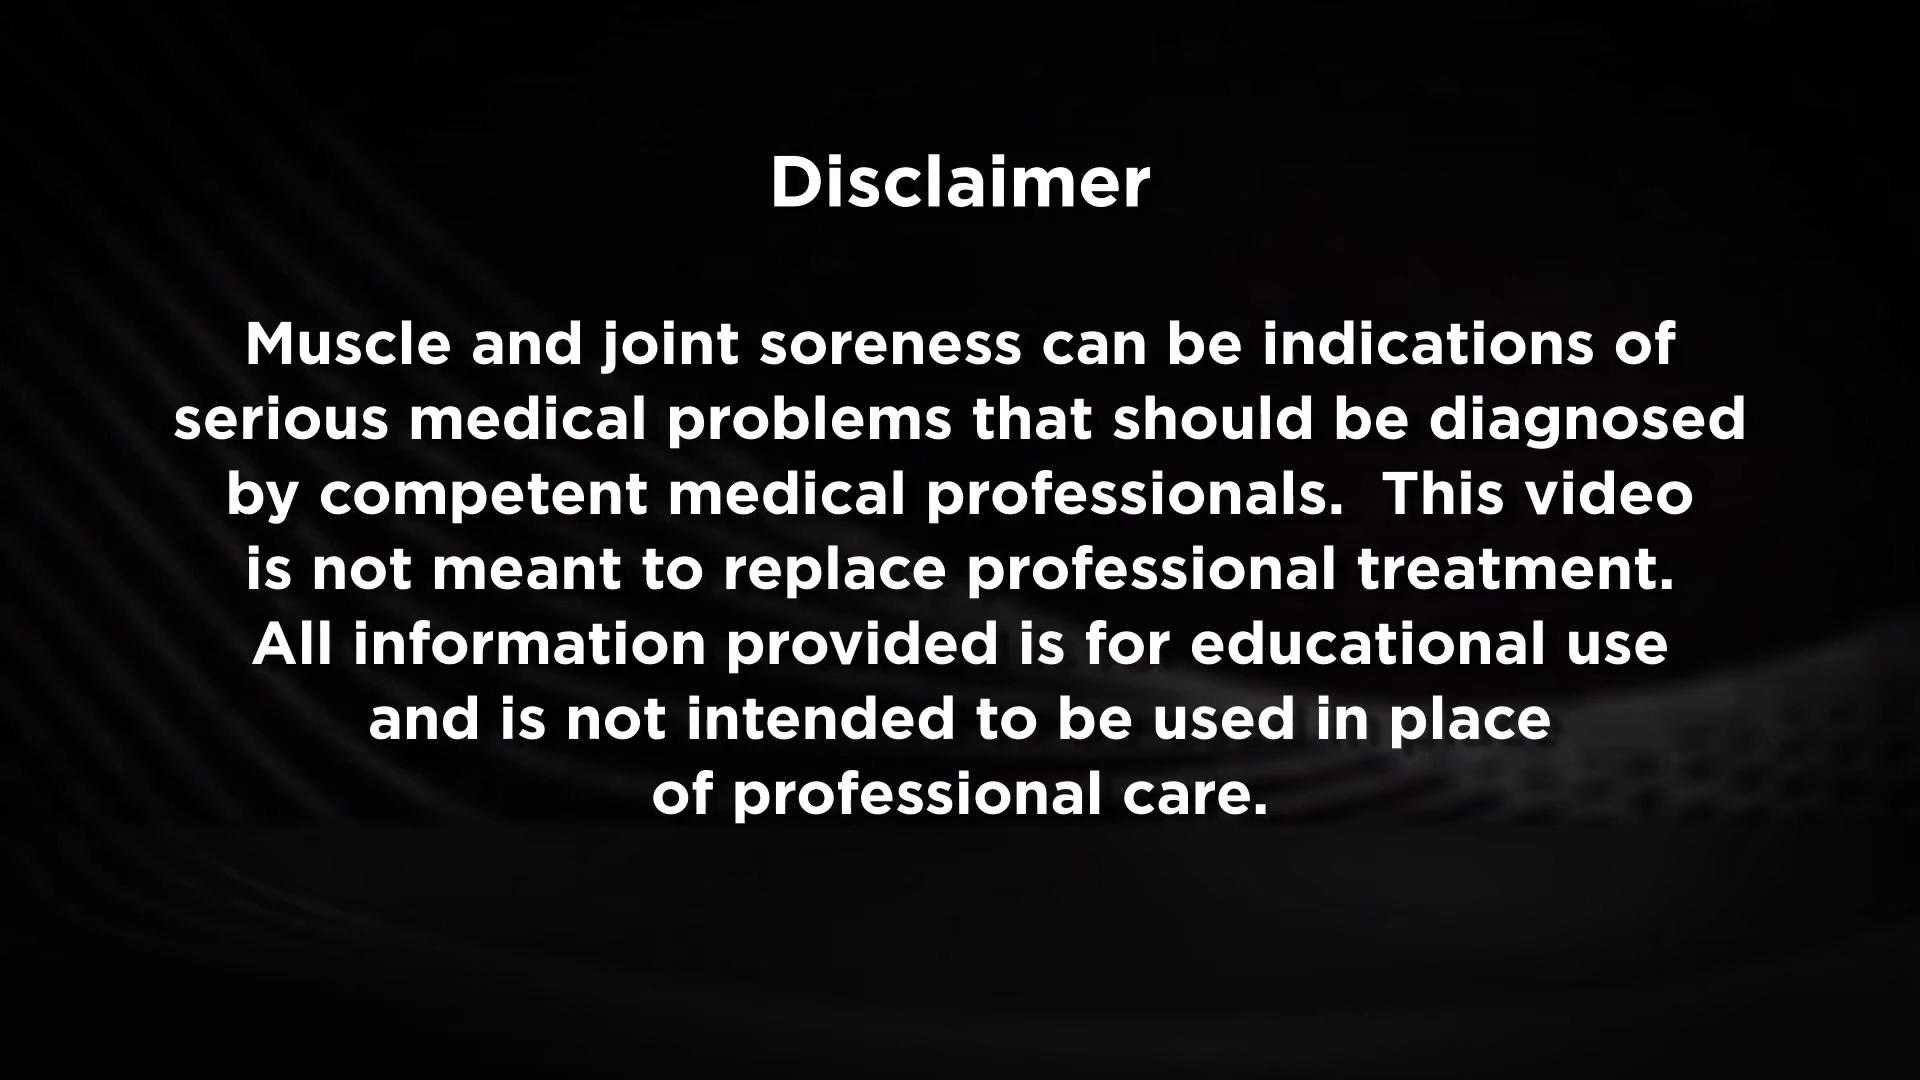 Disclaimer
Muscle and joint soreness can be indications of
serious medical problems that should be diagnosed
by competent medical professionals.  This video
is not meant to replace professional treatment.
All information provided is for educational use
and is not intended to be used in place
of professional care.